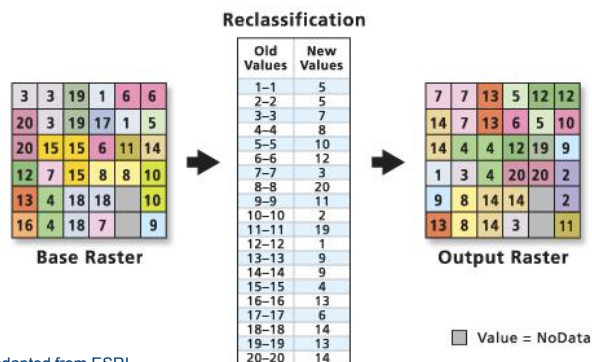 Reclassification
Old Values New Values
1–1 5
2–2 5
3–3 7
4–4 8
5–5 10
6–6 12
7–7 3
8–8 20
9–9 11
10–10 2
11–11 19
12–12 1
13–13 9
14–14 9
15–15 4
16–16 13
17–17 6
18–18 14
19–19 13
20–20 14
3 3 19 1 6 6
20 3 19 17 1 5
20 15 15 6 11 14
12 7 15 8 8 10
13 4 18 18 10
16 4 18 7 9
Base Raster
7 7 13 5 12 12
14 7 13 6 5 10
14 4 4 12 19 9
1 3 4 20 20 2
9 8 14 14 2
13 8 14 3 11
Output Raster
Value = NoData
adapted from ESRI